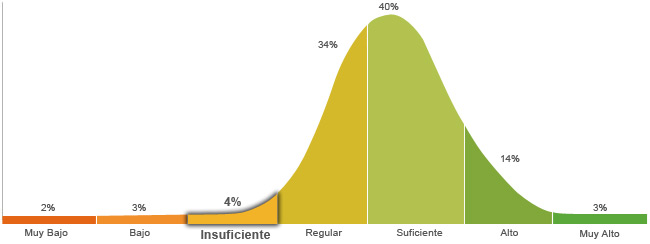 40%
34%
14%
4%
2%
3%
3%
Muy Bajo
Bajo
Insuficiente
Regular
Suficiente
Alto
Muy Alto